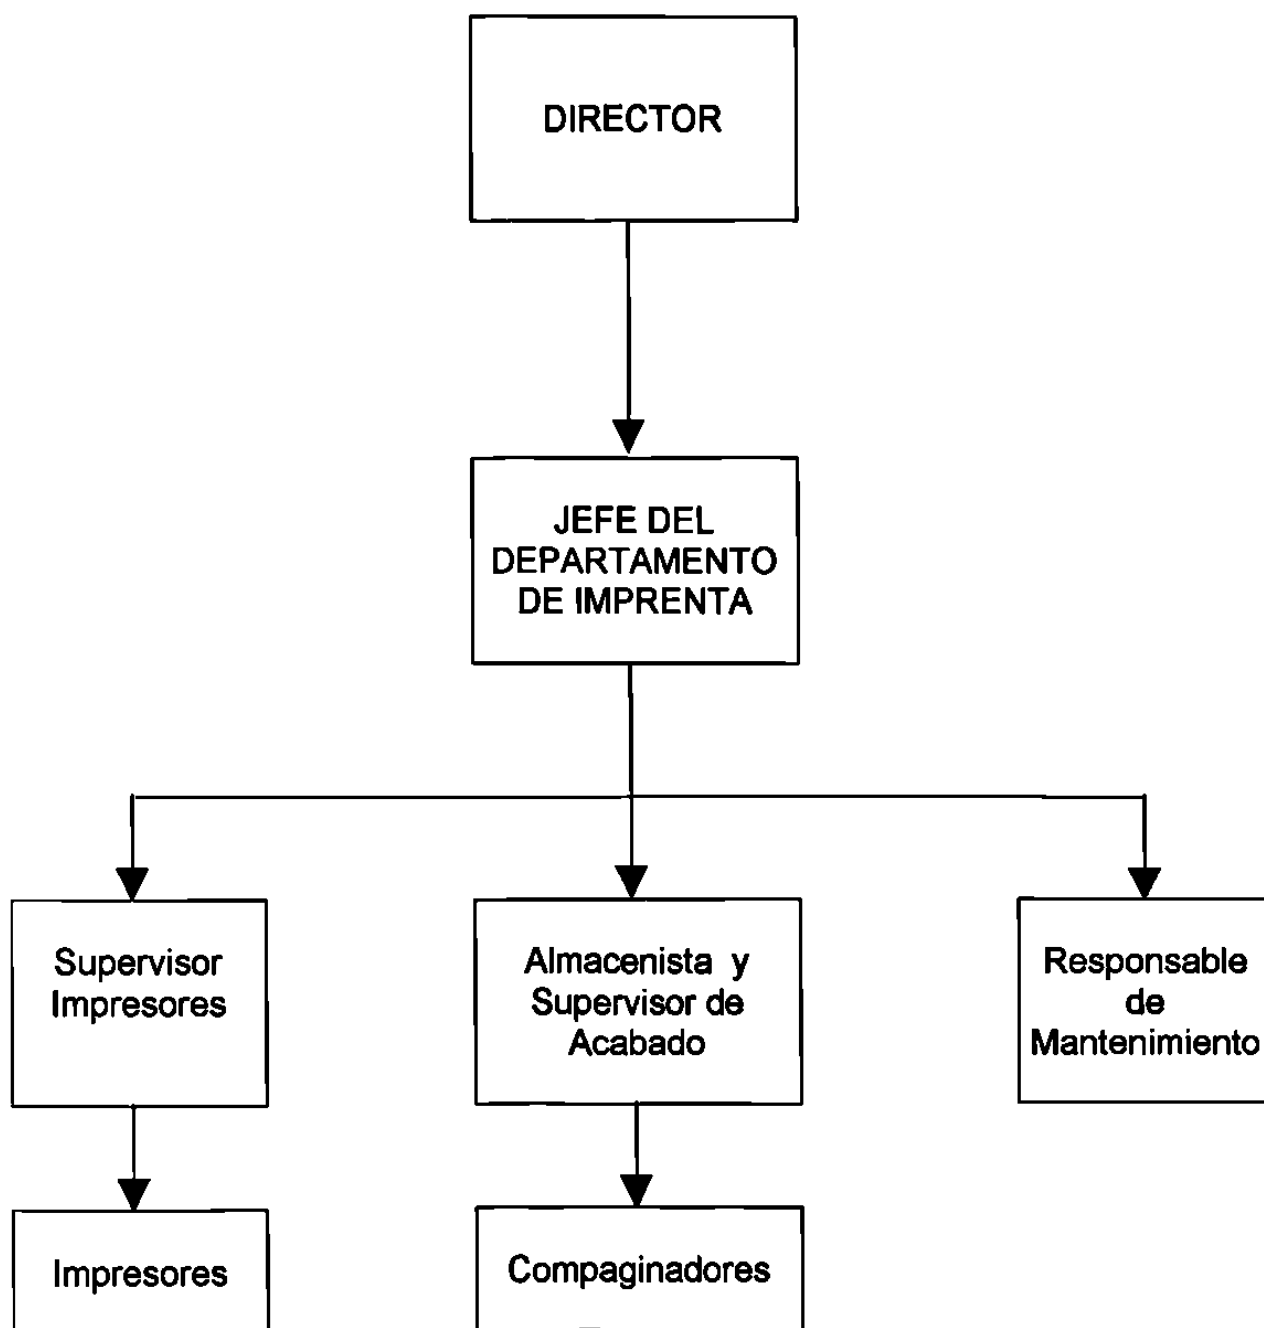 DIRECTOR
JEFE DEL
DEPARTAMENTO
DE IMPRENTA
Supervisor
Impresores
Almacenista y
Supervisor de
Acabado
Responsable
de
Mantenimiento
Impresores
Compaginadores